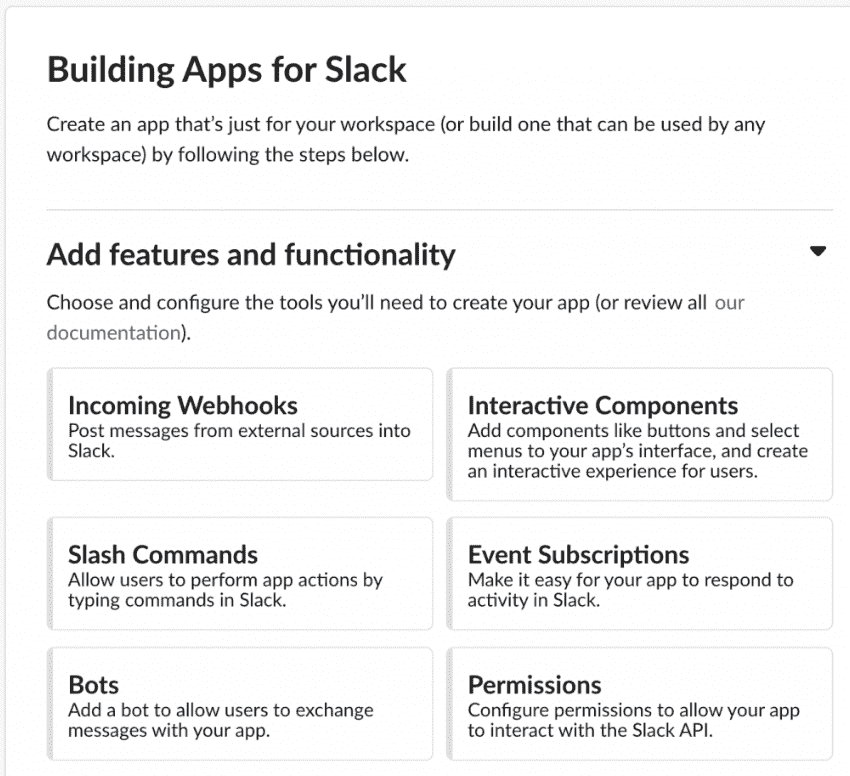 Building Apps for Slack
Create an app that's just for your workspace (or build one that can be used by any
workspace) by following the steps below.
Add features and functionality
Choose and configure the tools you'll need to create your app (or review all our
documentation).
Incoming Webhooks
Post messages from external sources into
Slack.
Interactive Components
Add components like buttons and select
menus to your app's interface, and create
an interactive experience for users.
Slash Commands
Allow users to perform app actions by
typing commands in Slack.
Event Subscriptions
Make it easy for your app to respond to
activity in Slack.
Bots
Add a bot to allow users to exchange
messages with your app.
Permissions
Configure permissions to allow your app
to interact with the Slack API.